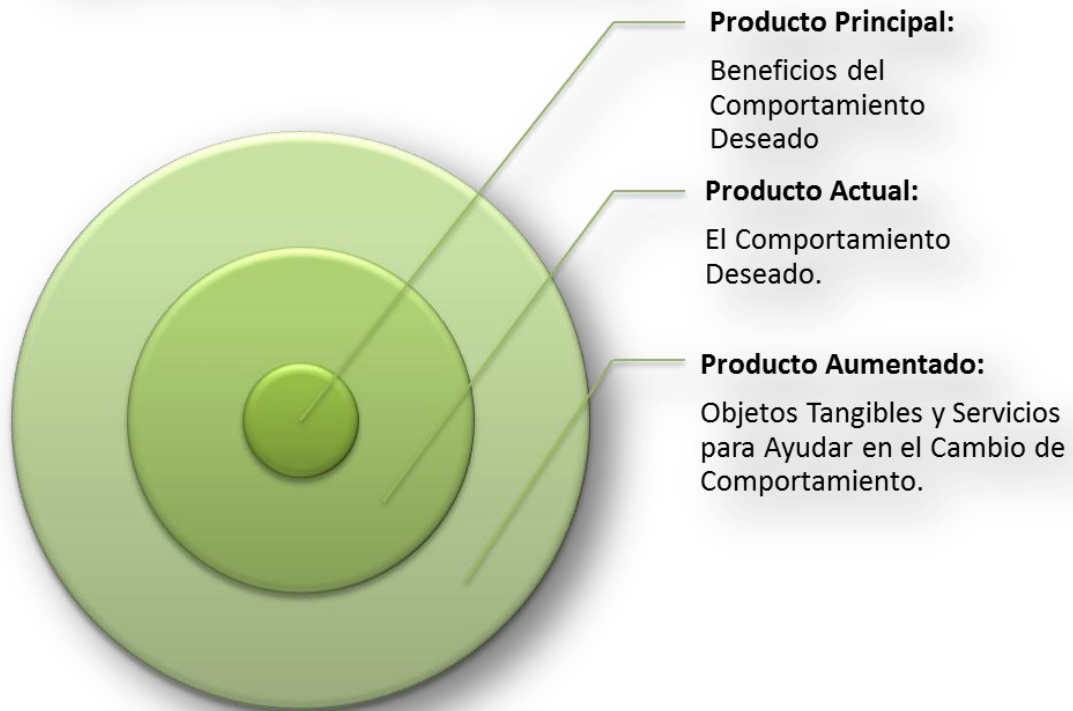 Producto Principal:
Beneficios del
Comportamiento
Deseado
Producto Actual:
El Comportamiento
Deseado.
Producto Aumentado:
Objetos Tangibles y Servicios
para Ayudar en el Cambio de
Comportamiento.